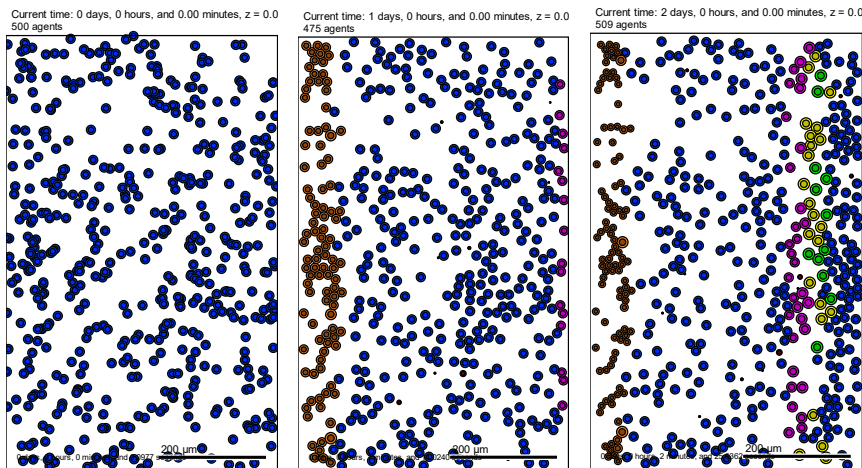 Current time: 0 days, 0 hours, and 0.00 minutes, z = 0.0
500 agents
200 μm
Current time: 1 days, 0 hours, and 0.00 minutes, z = 0.0
475 agents
200 μm
Current time: 2 days, 0 hours, and 0.00 minutes, z = 0.0
509 agents
200 μm